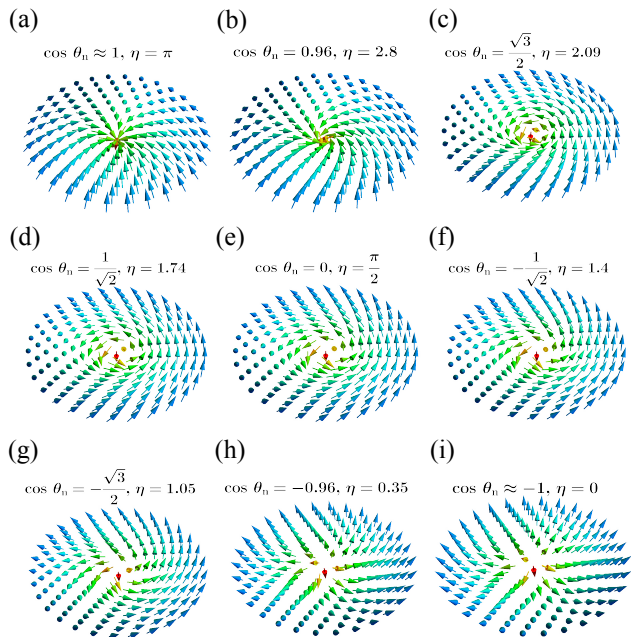 (a)
cos θₙ ≈ 1, η = π
(b)
cos θₙ = 0.96, η = 2.8
(c)
cos θₙ = √3/2, η = 2.09
(d)
cos θₙ = 1/√2, η = 1.74
(e)
cos θₙ = 0, η = π/2
(f)
cos θₙ = −1/√2, η = 1.4
(g)
cos θₙ = −√3/2, η = 1.05
(h)
cos θₙ = −0.96, η = 0.35
(i)
cos θₙ ≈ −1, η = 0